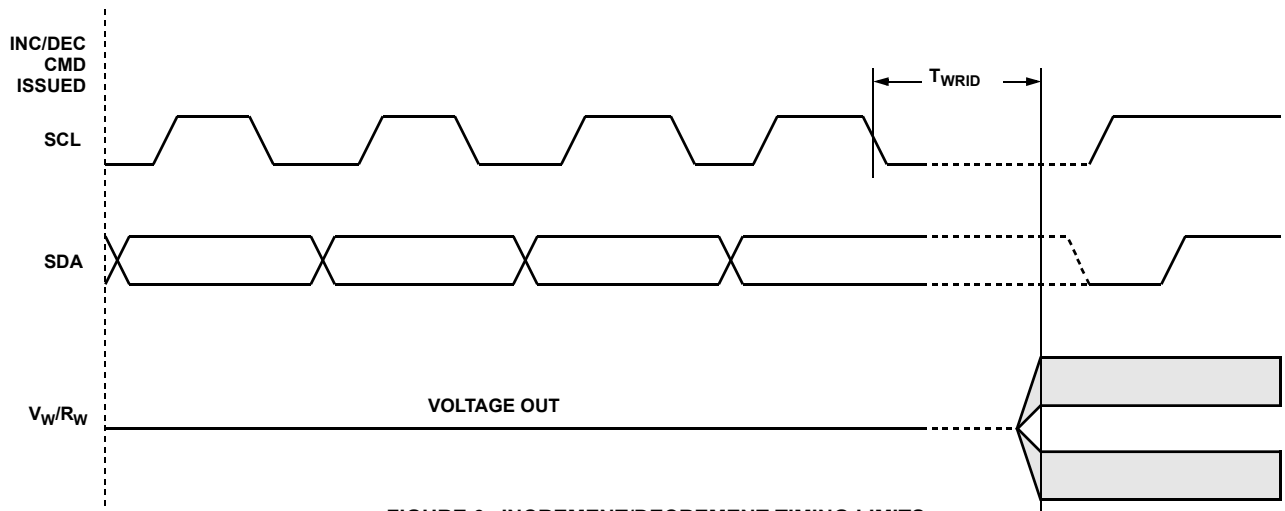 INC/DEC
CMD
ISSUED
TWRID
SCL
SDA
VOLTAGE OUT
VW/RW